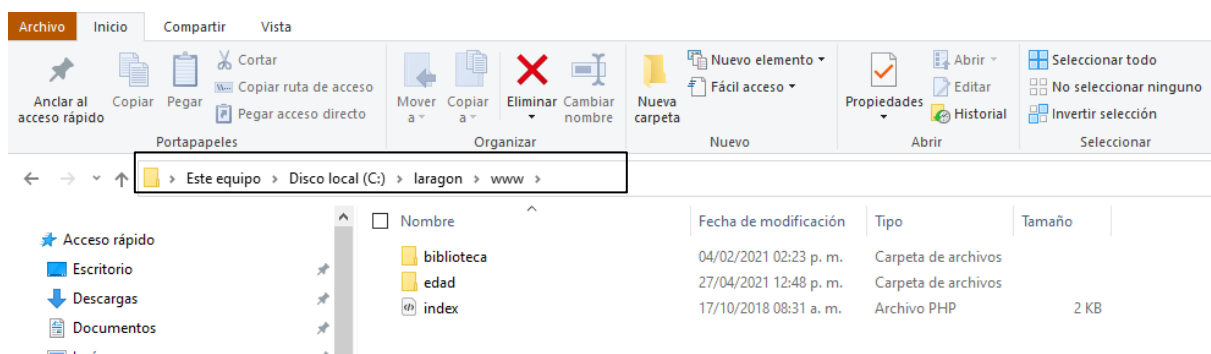 Archivo Inicio Compartir Vista
Anclar al acceso rápido
Copiar
Pegar
Cortar
Copiar ruta de acceso
Pegar acceso directo
Portapapeles
Mover a
Copiar a
Eliminar
Cambiar nombre
Organizar
Nueva carpeta
Nuevo elemento
Fácil acceso
Nuevo
Propiedades
Abrir
Editar
Historial
Abrir
Seleccionar todo
No seleccionar ninguno
Invertir selección
Seleccionar
Este equipo > Disco local (C:) > laragon > www >
Acceso rápido
Escritorio
Descargas
Documentos
Nombre Fecha de modificación Tipo Tamaño
biblioteca 04/02/2021 02:23 p. m. Carpeta de archivos
edad 27/04/2021 12:48 p. m. Carpeta de archivos
index 17/10/2018 08:31 a. m. Archivo PHP 2 KB